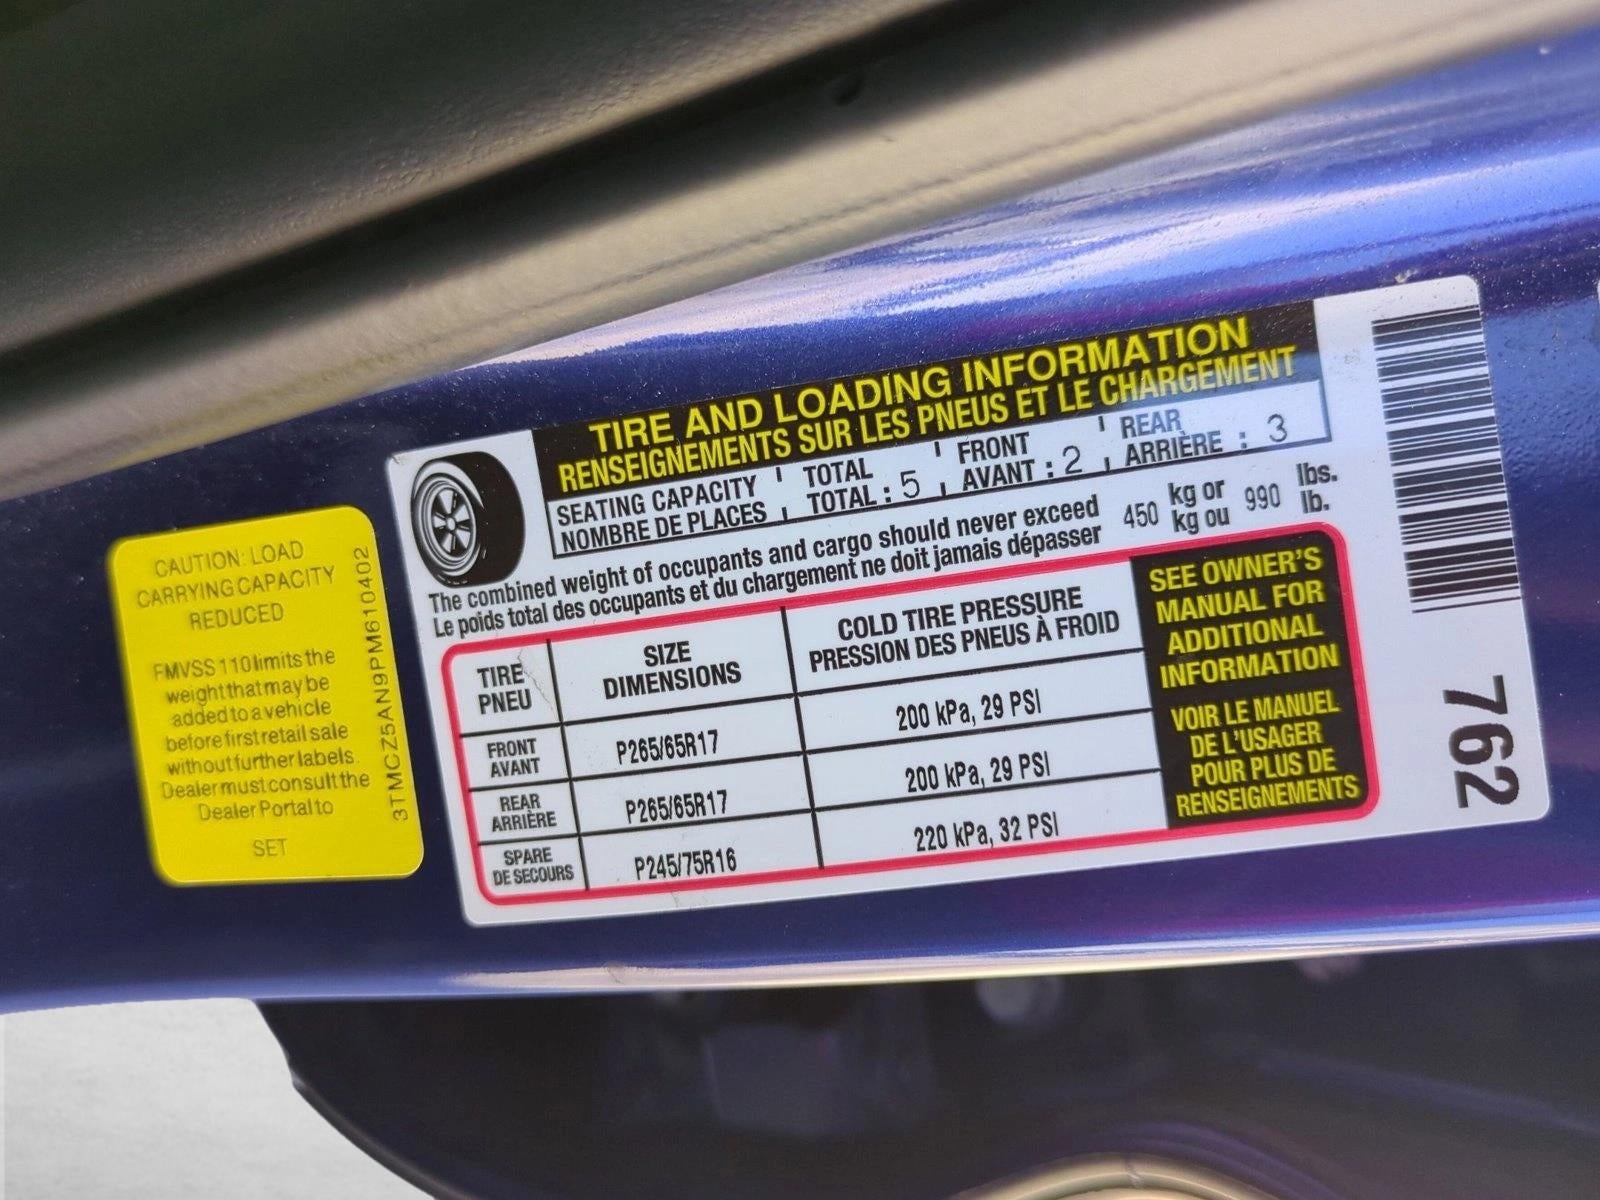 CAUTION: LOAD
CARRYING CAPACITY
REDUCED
FMVSS 110 limits the
weight that may be
added to a vehicle
before first retail sale
without further labels.
Dealer must consult the
Dealer Portal to
SET
3TMCZ5AN9PM610402
TIRE AND LOADING INFORMATION
RENSEIGNEMENTS SUR LES PNEUS ET LE CHARGEMENT
SEATING CAPACITY TOTAL FRONT REAR
NOMBRE DE PLACES TOTAL : 5 AVANT : 2 ARRIÈRE : 3
The combined weight of occupants and cargo should never exceed 450 kg or 990 lbs.
Le poids total des occupants et du chargement ne doit jamais dépasser kg ou lb.
TIRE SIZE COLD TIRE PRESSURE
PNEU DIMENSIONS PRESSION DES PNEUS À FROID
FRONT
AVANT P265/65R17 200 kPa, 29 PSI
REAR
ARRIÈRE P265/65R17 200 kPa, 29 PSI
SPARE
DE SECOURS P245/75R16 220 kPa, 32 PSI
SEE OWNER'S
MANUAL FOR
ADDITIONAL
INFORMATION
VOIR LE MANUEL
DE L'USAGER
POUR PLUS DE
RENSEIGNEMENTS
762